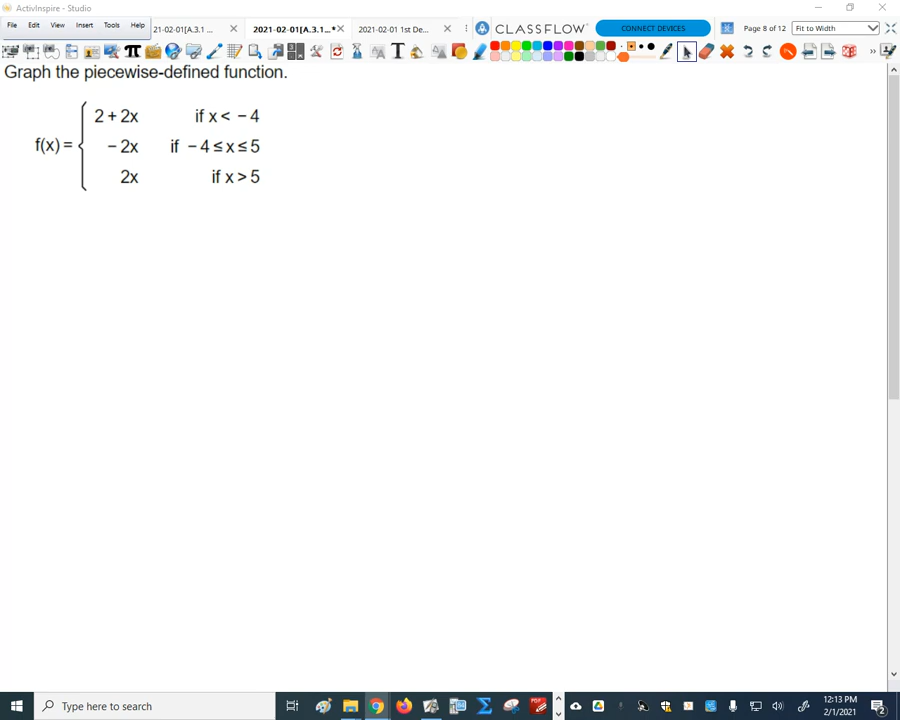 ActivInspire - Studio
File Edit View Insert Tools Help
21-02-01[A.3.1 ...
2021-02-01[A.3.1...*
2021-02-01 1st De...
CLASSFLOW
CONNECT DEVICES
Page 8 of 12
Fit to Width
Graph the piecewise-defined function.
2 + 2x if x < − 4
f(x) = − 2x if − 4 ≤ x ≤ 5
2x if x > 5
Type here to search
12:13 PM
2/1/2021
2